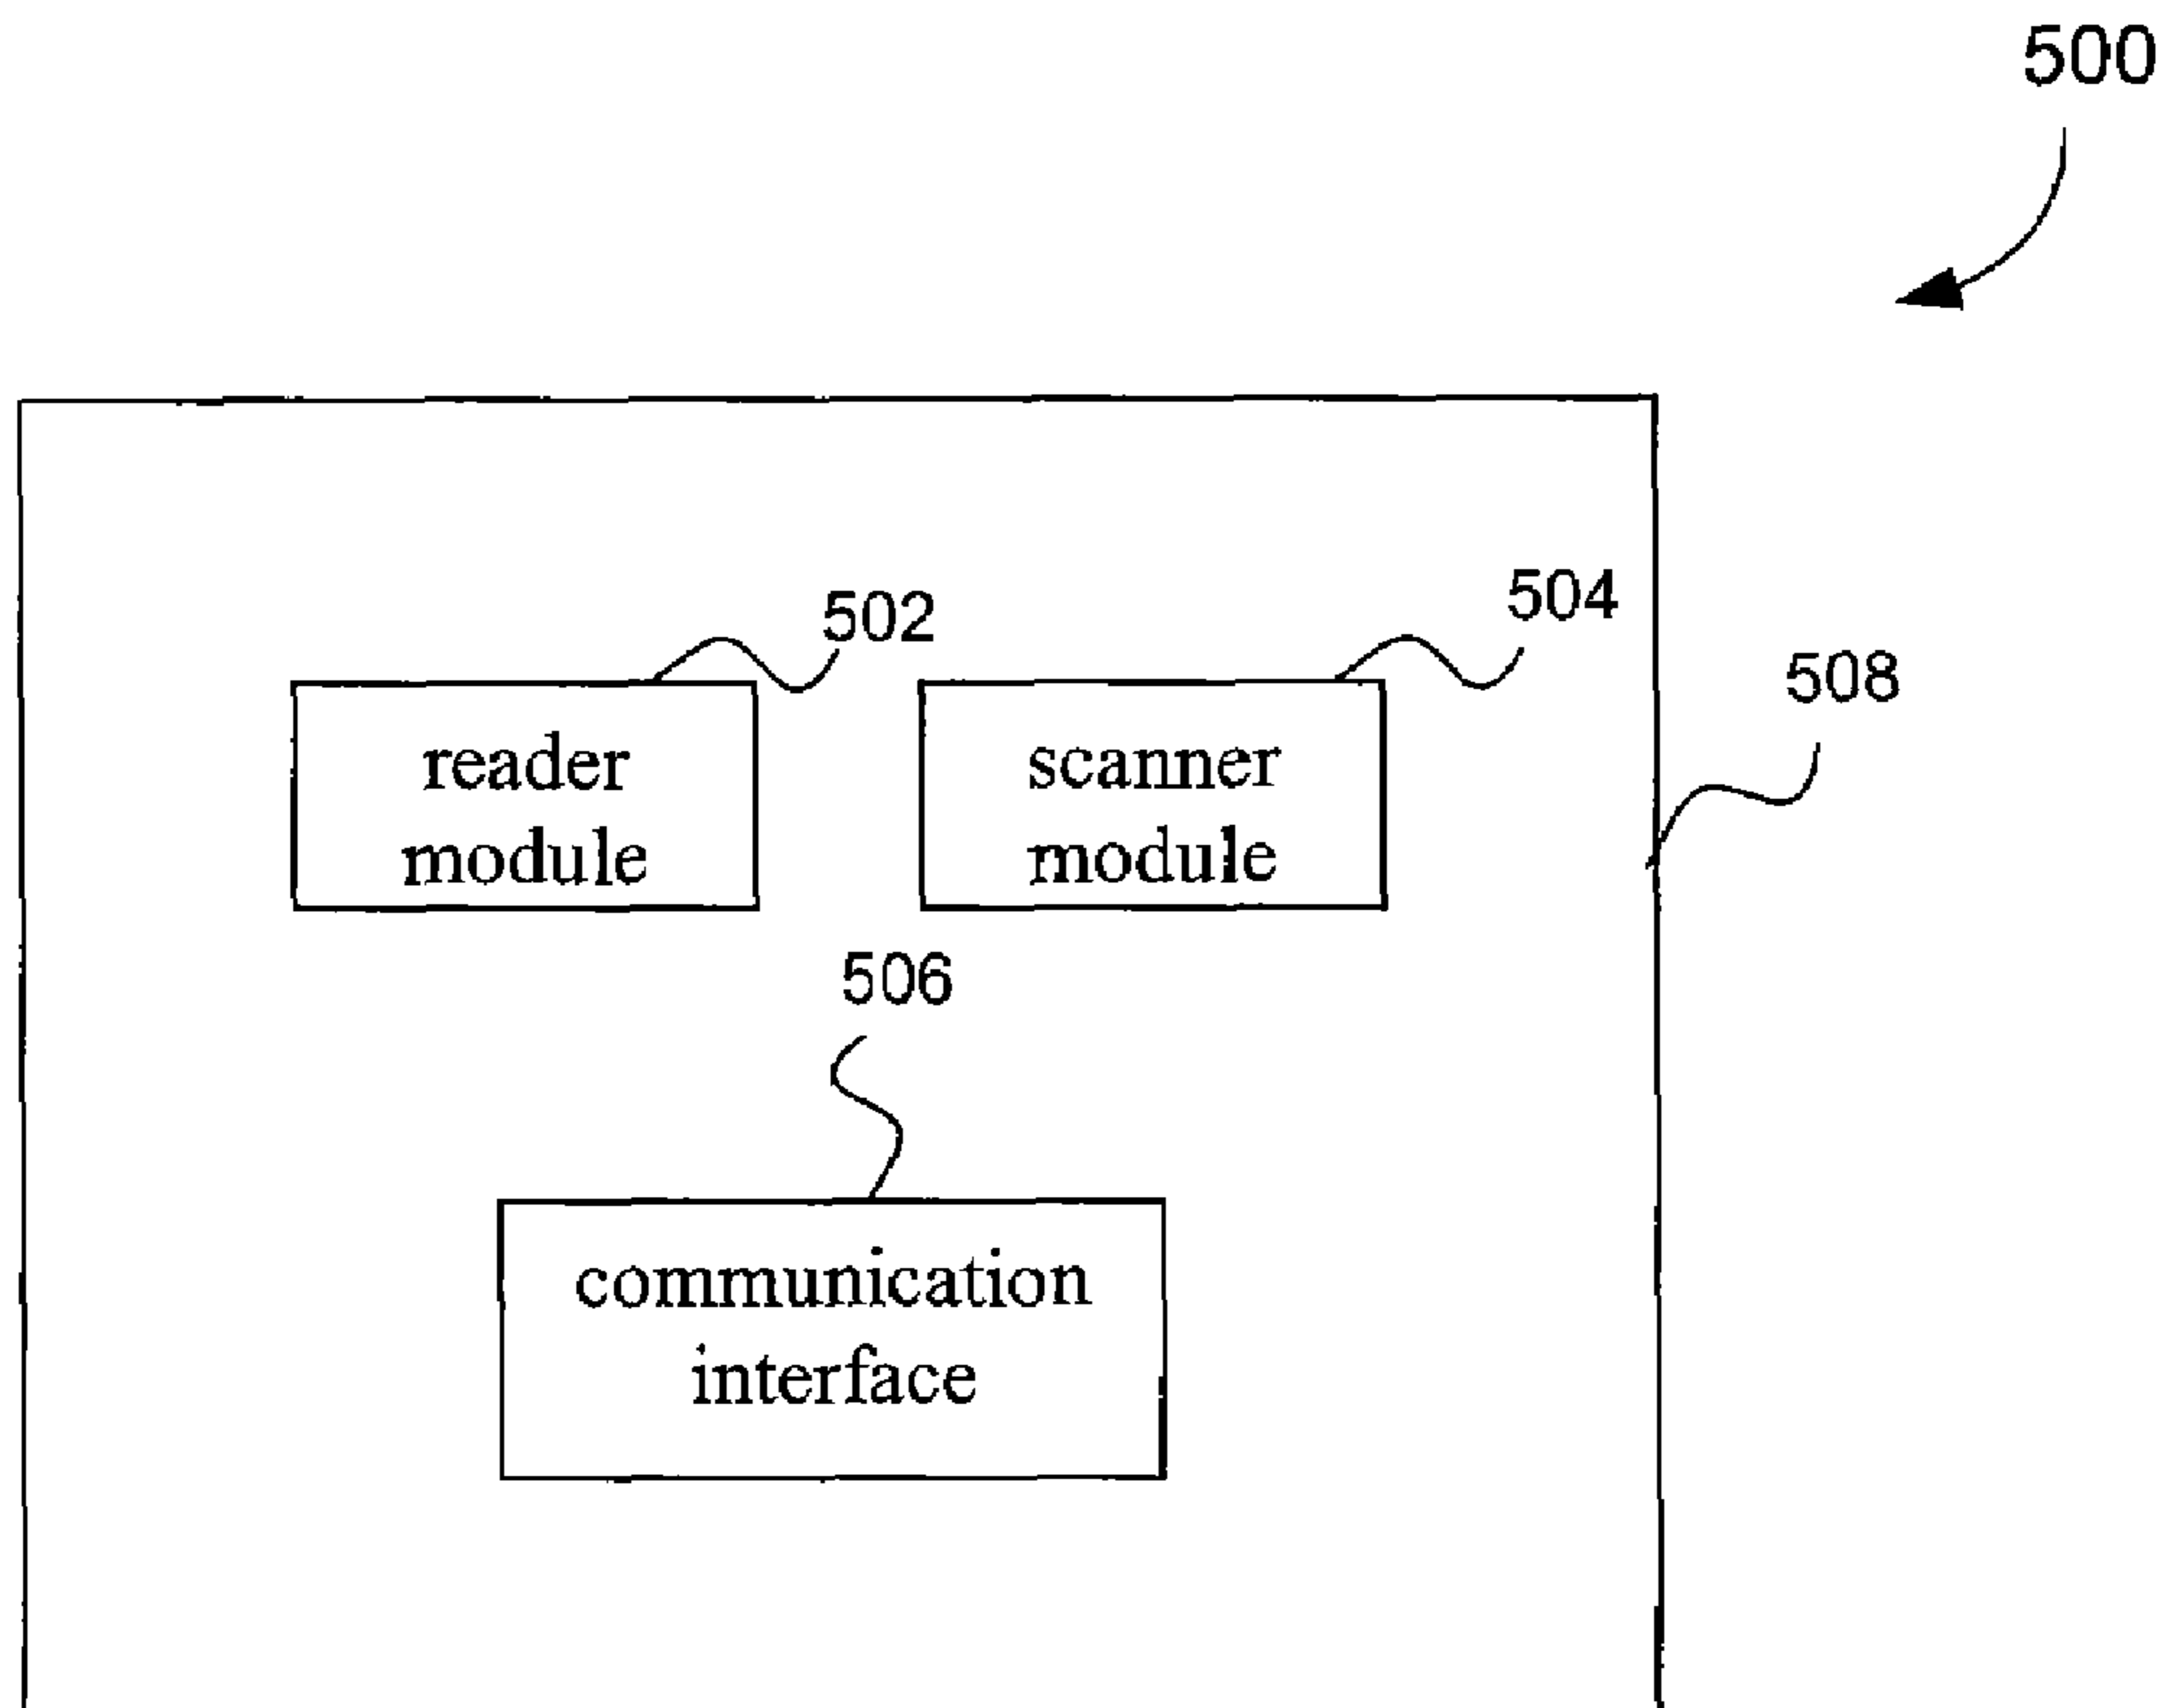 500
502
504
508
reader
module
scanner
module
506
communication
interface